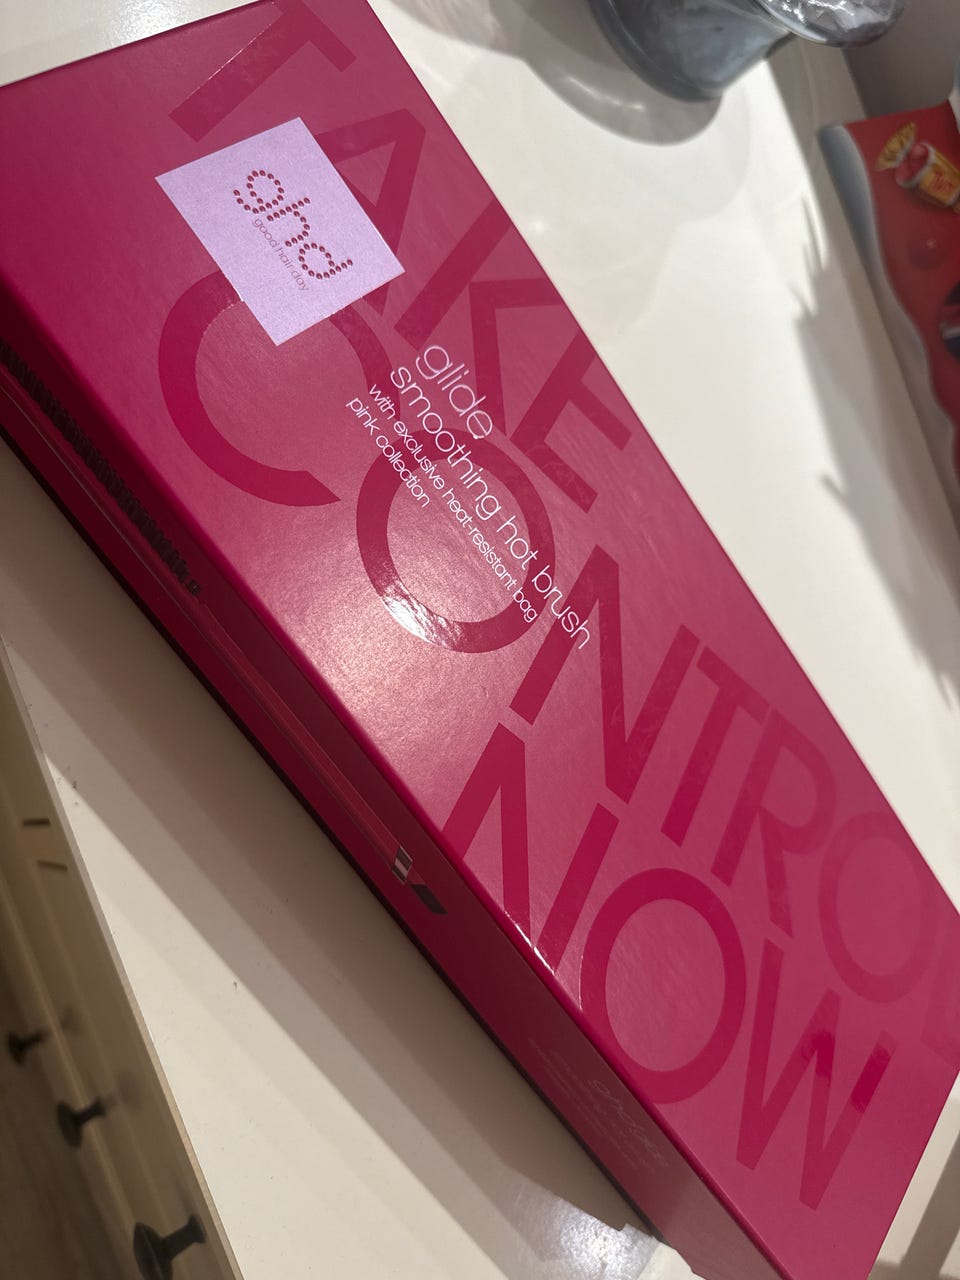 TAKE
CONTROL
NOW
ghd
good hair day
glide
smoothing hot brush
with exclusive heat-resistant bag
pink collection